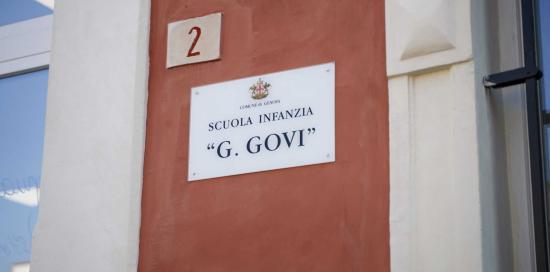 2
COMUNE DI GENOVA
SCUOLA INFANZIA
"G. GOVI"